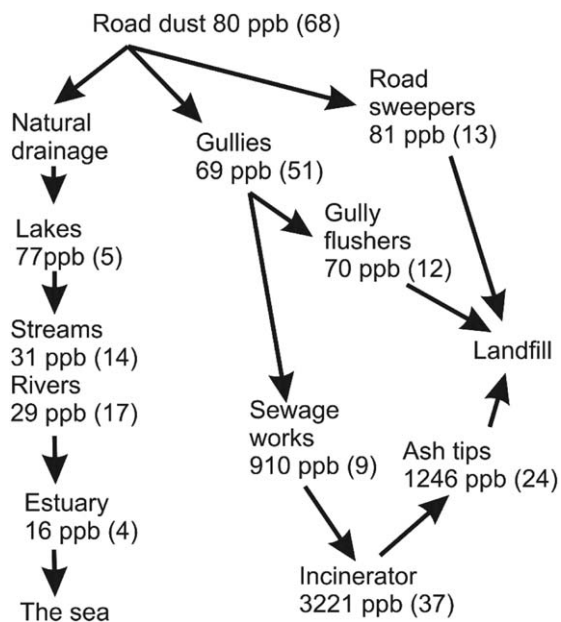 Road dust 80 ppb (68)
Natural
drainage
Lakes
77ppb (5)
Streams
31 ppb (14)
Rivers
29 ppb (17)
Estuary
16 ppb (4)
The sea
Gullies
69 ppb (51)
Gully
flushers
70 ppb (12)
Road
sweepers
81 ppb (13)
Landfill
Sewage
works
910 ppb (9)
Ash tips
1246 ppb (24)
Incinerator
3221 ppb (37)